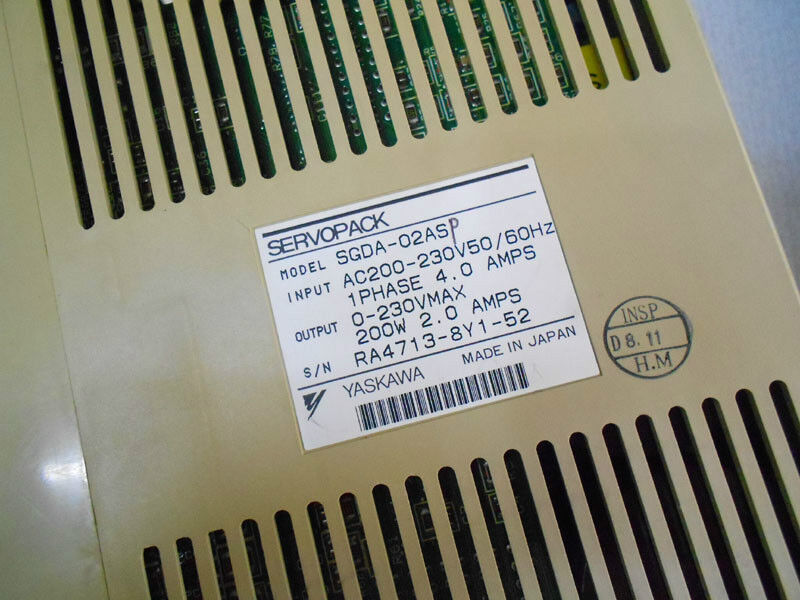 SERVOPACK
MODEL SGDA-02ASP
INPUT AC200-230V50/60Hz
1PHASE 4.0 AMPS
OUTPUT 0-230VMAX
200W 2.0 AMPS
S/N RA4713-8Y1-52
YASKAWA MADE IN JAPAN
INSP
D 8.11
H.M